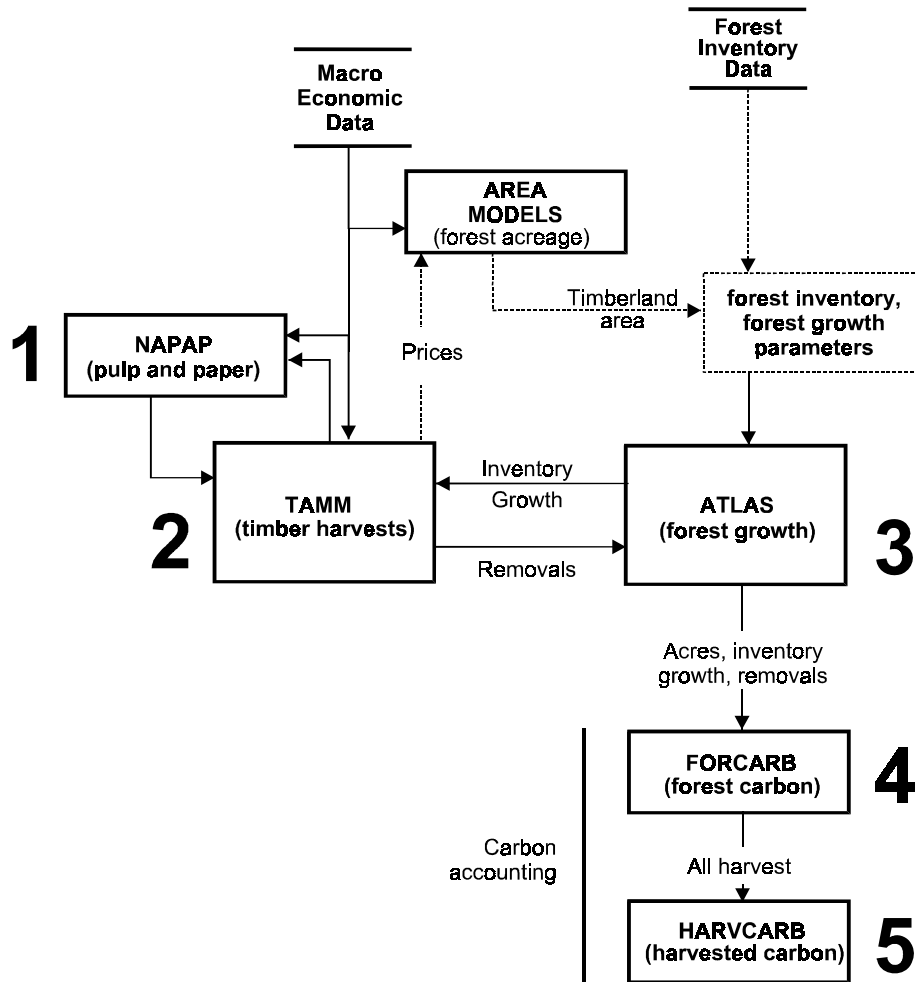 Forest
Inventory
Data
Macro
Economic
Data
AREA
MODELS
(forest acreage)
Timberland
area
forest inventory,
forest growth
parameters
1
NAPAP
(pulp and paper)
Prices
2
TAMM
(timber harvests)
Inventory
Growth
Removals
ATLAS
(forest growth)
3
Acres, inventory
growth, removals
FORCARB
(forest carbon)
4
Carbon
accounting
All harvest
HARVCARB
(harvested carbon)
5